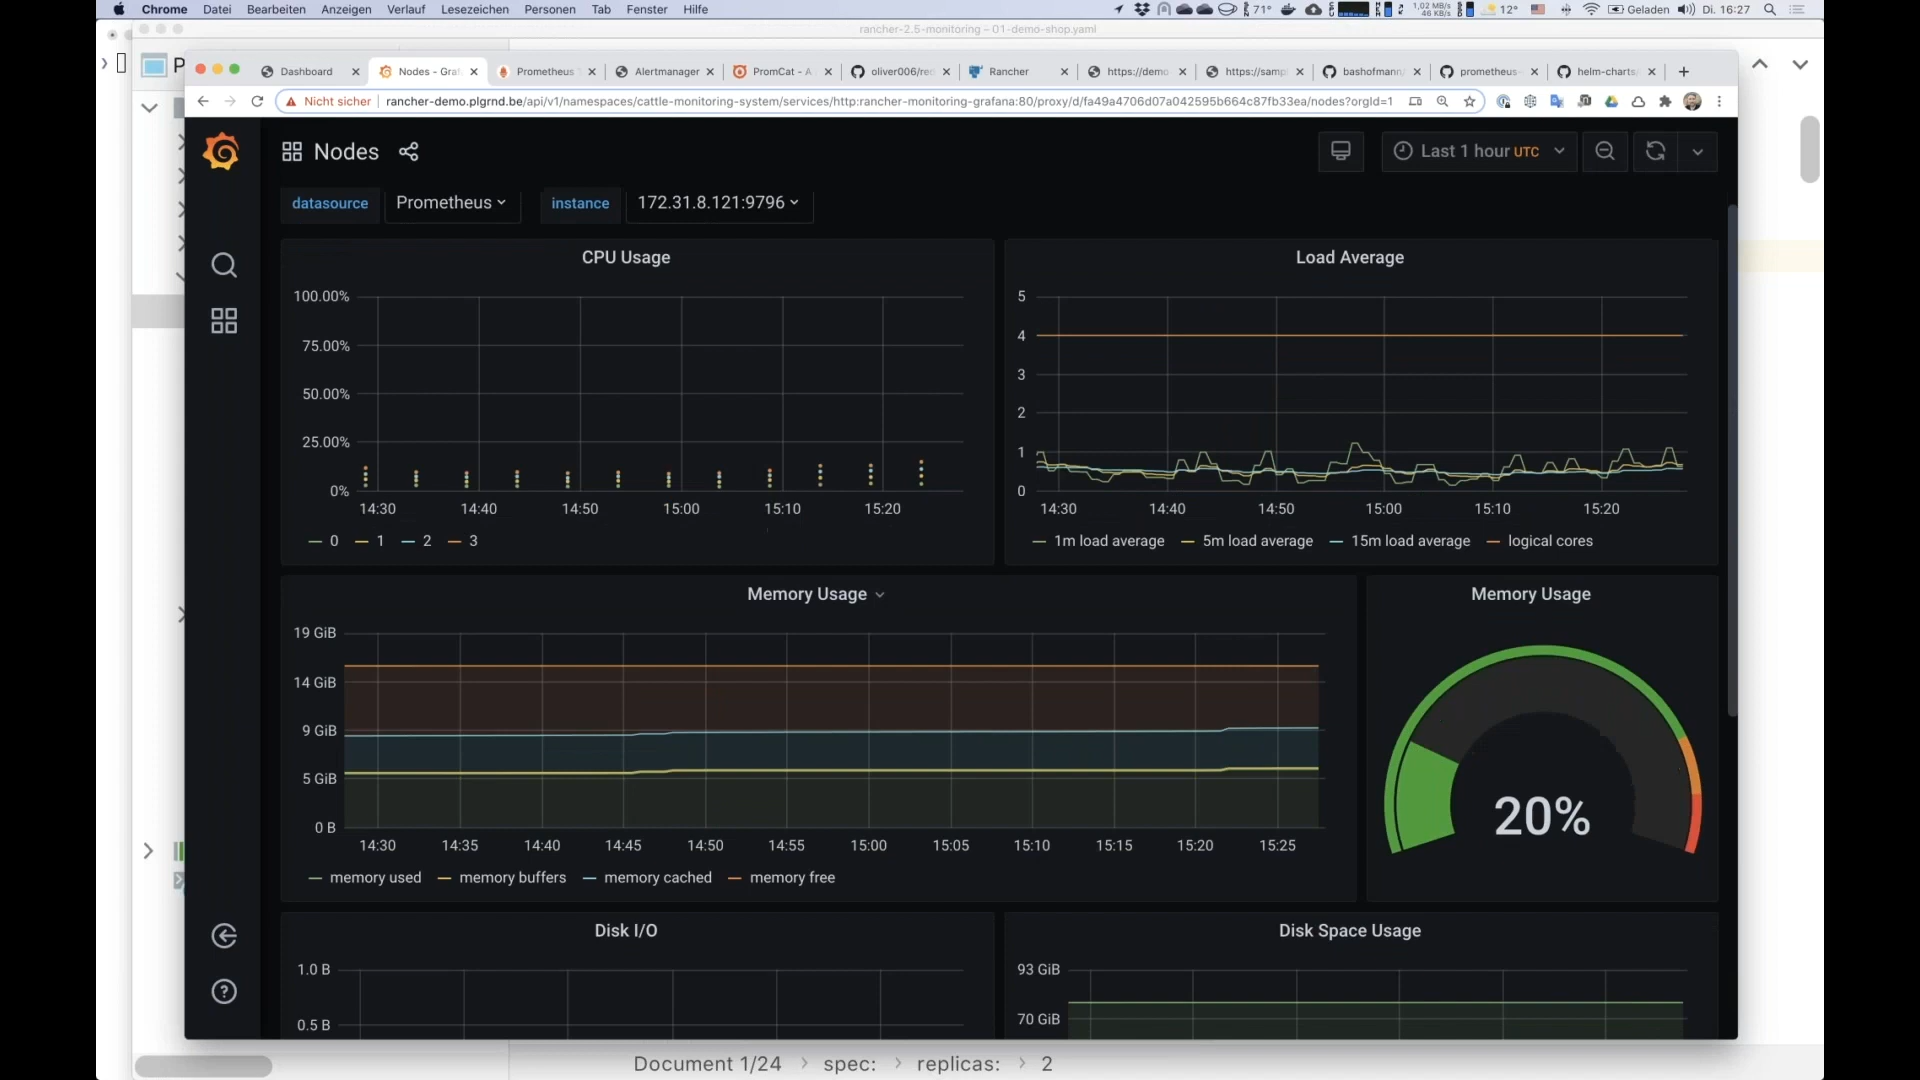 Chrome Datei Bearbeiten Anzeigen Verlauf Lesezeichen Personen Tab Fenster Hilfe 71° 1,02 MB/s 46 KB/s 12° Geladen Di. 16:27
rancher-2.5-monitoring – 01-demo-shop.yaml
P
Dashboard Nodes - Graf Prometheus Alertmanager PromCat - A oliver006/re Rancher https://demo https://samp bashofmann/ prometheus- helm-charts
Nicht sicher rancher-demo.plgrnd.be/api/v1/namespaces/cattle-monitoring-system/services/http:rancher-monitoring-grafana:80/proxy/d/fa49a4706d07a042595b664c87fb33ea/nodes?orgId=1
Nodes Last 1 hour UTC
datasource Prometheus instance 172.31.8.121:9796
CPU Usage
100.00%
75.00%
50.00%
25.00%
0%
14:30 14:40 14:50 15:00 15:10 15:20
0 1 2 3
Load Average
5
4
3
2
1
0
14:30 14:40 14:50 15:00 15:10 15:20
1m load average 5m load average 15m load average logical cores
Memory Usage
19 GiB
14 GiB
9 GiB
5 GiB
0 B
14:30 14:35 14:40 14:45 14:50 14:55 15:00 15:05 15:10 15:15 15:20 15:25
memory used memory buffers memory cached memory free
Memory Usage
20%
Disk I/O
1.0 B
0.5 B
Disk Space Usage
93 GiB
70 GiB
Document 1/24 › spec: › replicas: › 2